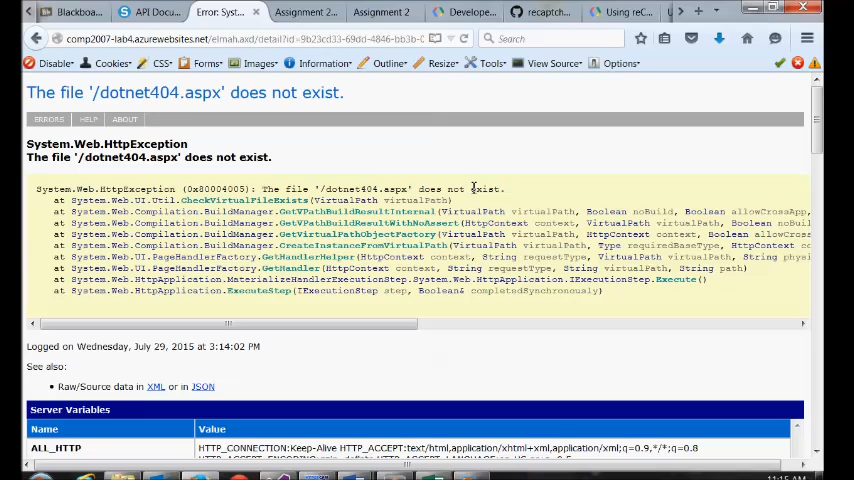 Blackboa...
API Docu...
Error: Syst...
Assignment 2...
Assignment 2
Develope...
recaptch...
Using reC...
comp2007-lab4.azurewebsites.net/elmah.axd/detail?id=9b23cd33-dad7-4846-bb3b-0
Search
Disable
Cookies
CSS
Forms
Images
Information
Outline
Resize
Tools
View Source
Options
The file '/dotnet404.aspx' does not exist.
ERRORS HELP ABOUT
System.Web.HttpException
The file '/dotnet404.aspx' does not exist.
System.Web.HttpException (0x80004005): The file '/dotnet404.aspx' does not exist.
at System.Web.UI.Util.CheckVirtualFileExists(VirtualPath virtualPath)
at System.Web.Compilation.BuildManager.GetVPathBuildResultInternal(VirtualPath virtualPath, Boolean noBuild, Boolean allowCrossApp,
at System.Web.Compilation.BuildManager.GetVPathBuildResultWithNoAssert(HttpContext context, VirtualPath virtualPath, Boolean noBuil
at System.Web.Compilation.BuildManager.GetVirtualPathObjectFactory(VirtualPath virtualPath, HttpContext context, Boolean allowCross
at System.Web.Compilation.BuildManager.CreateInstanceFromVirtualPath(VirtualPath virtualPath, Type requiredBaseType, HttpContext co
at System.Web.UI.PageHandlerFactory.GetHandlerHelper(HttpContext context, String requestType, VirtualPath virtualPath, String physi
at System.Web.UI.PageHandlerFactory.GetHandler(HttpContext context, String requestType, String virtualPath, String path)
at System.Web.HttpApplication.MaterializeHandlerExecutionStep.System.Web.HttpApplication.IExecutionStep.Execute()
at System.Web.HttpApplication.ExecuteStep(IExecutionStep step, Boolean& completedSynchronously)
Logged on Wednesday, July 29, 2015 at 3:14:02 PM
See also:
• Raw/Source data in XML or in JSON
Server Variables
Name Value
ALL_HTTP HTTP_CONNECTION:Keep-Alive HTTP_ACCEPT:text/html,application/xhtml+xml,application/xml;q=0.9,*/*;q=0.8
11:15 AM